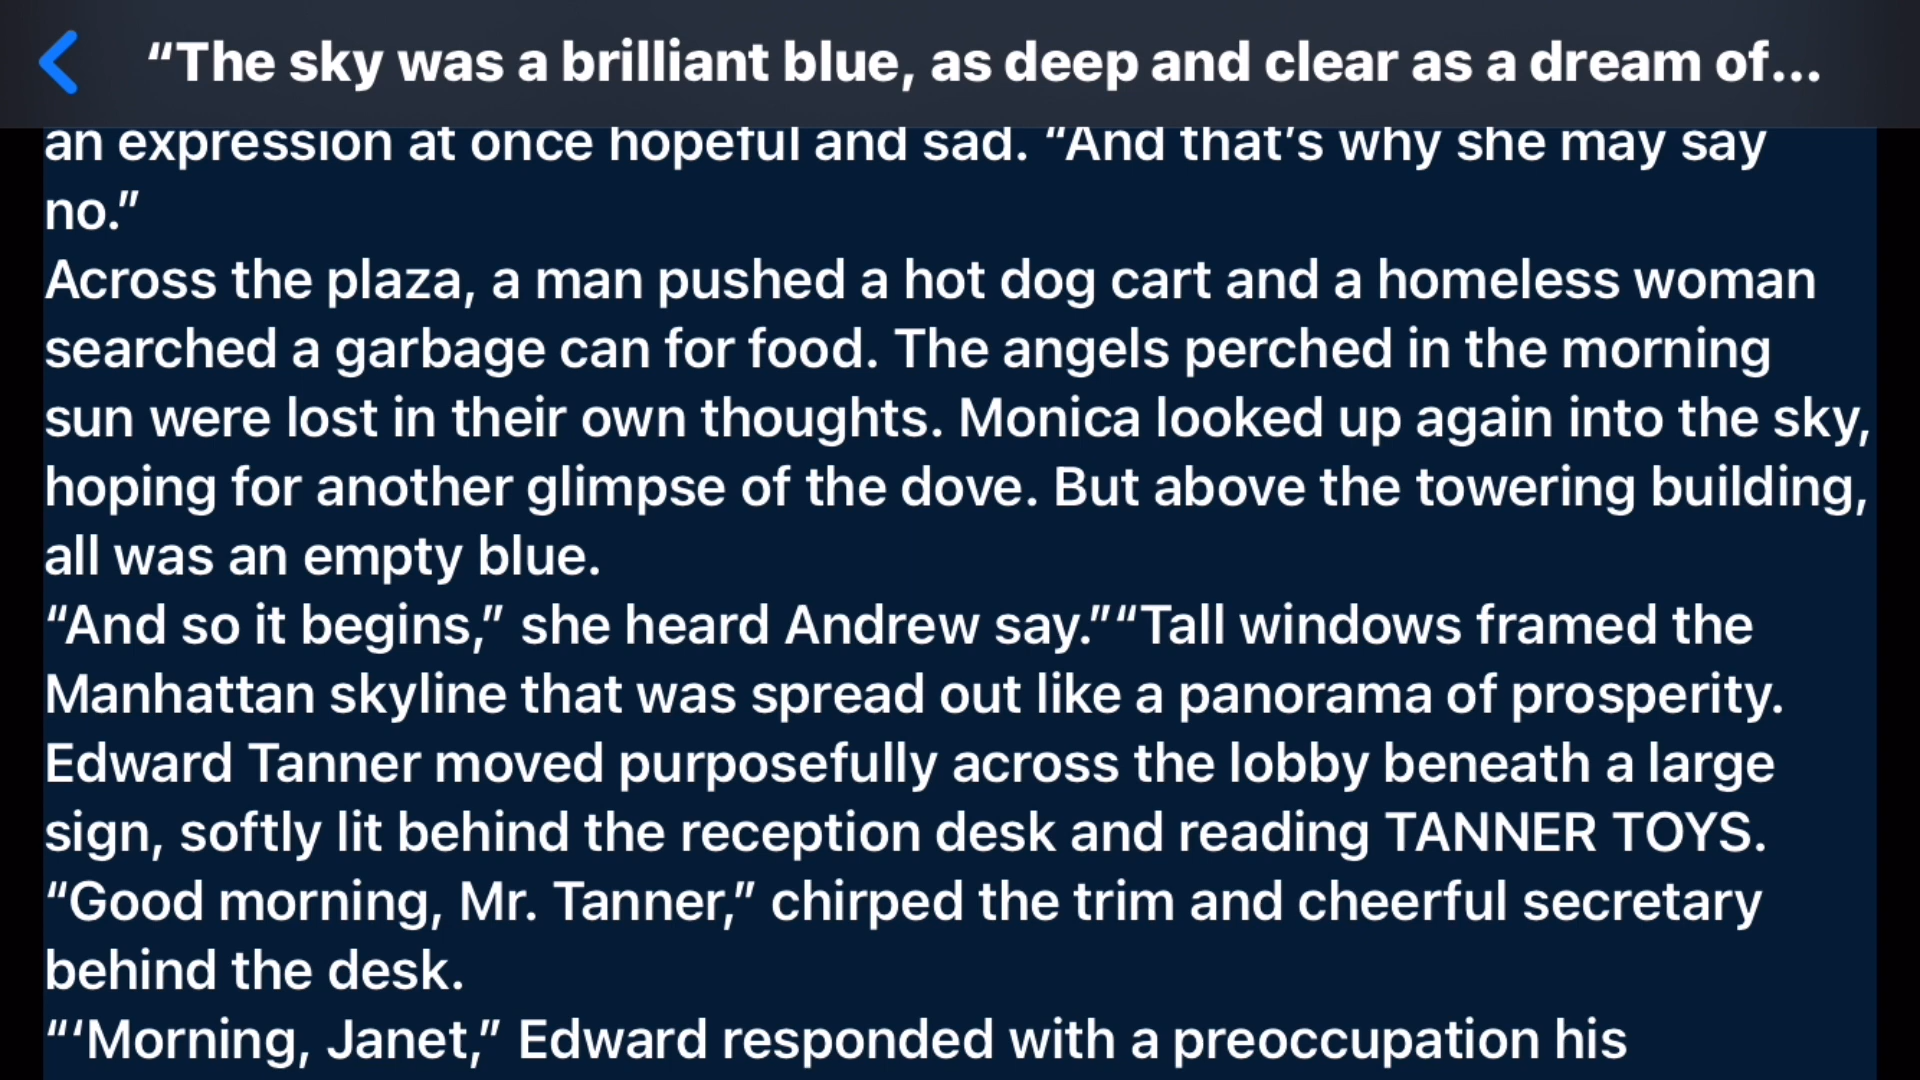 “The sky was a brilliant blue, as deep and clear as a dream of...
an expression at once hopeful and sad. “And that’s why she may say
no.”
Across the plaza, a man pushed a hot dog cart and a homeless woman
searched a garbage can for food. The angels perched in the morning
sun were lost in their own thoughts. Monica looked up again into the sky,
hoping for another glimpse of the dove. But above the towering building,
all was an empty blue.
“And so it begins,” she heard Andrew say.”“Tall windows framed the
Manhattan skyline that was spread out like a panorama of prosperity.
Edward Tanner moved purposefully across the lobby beneath a large
sign, softly lit behind the reception desk and reading TANNER TOYS.
“Good morning, Mr. Tanner,” chirped the trim and cheerful secretary
behind the desk.
“‘Morning, Janet,” Edward responded with a preoccupation his